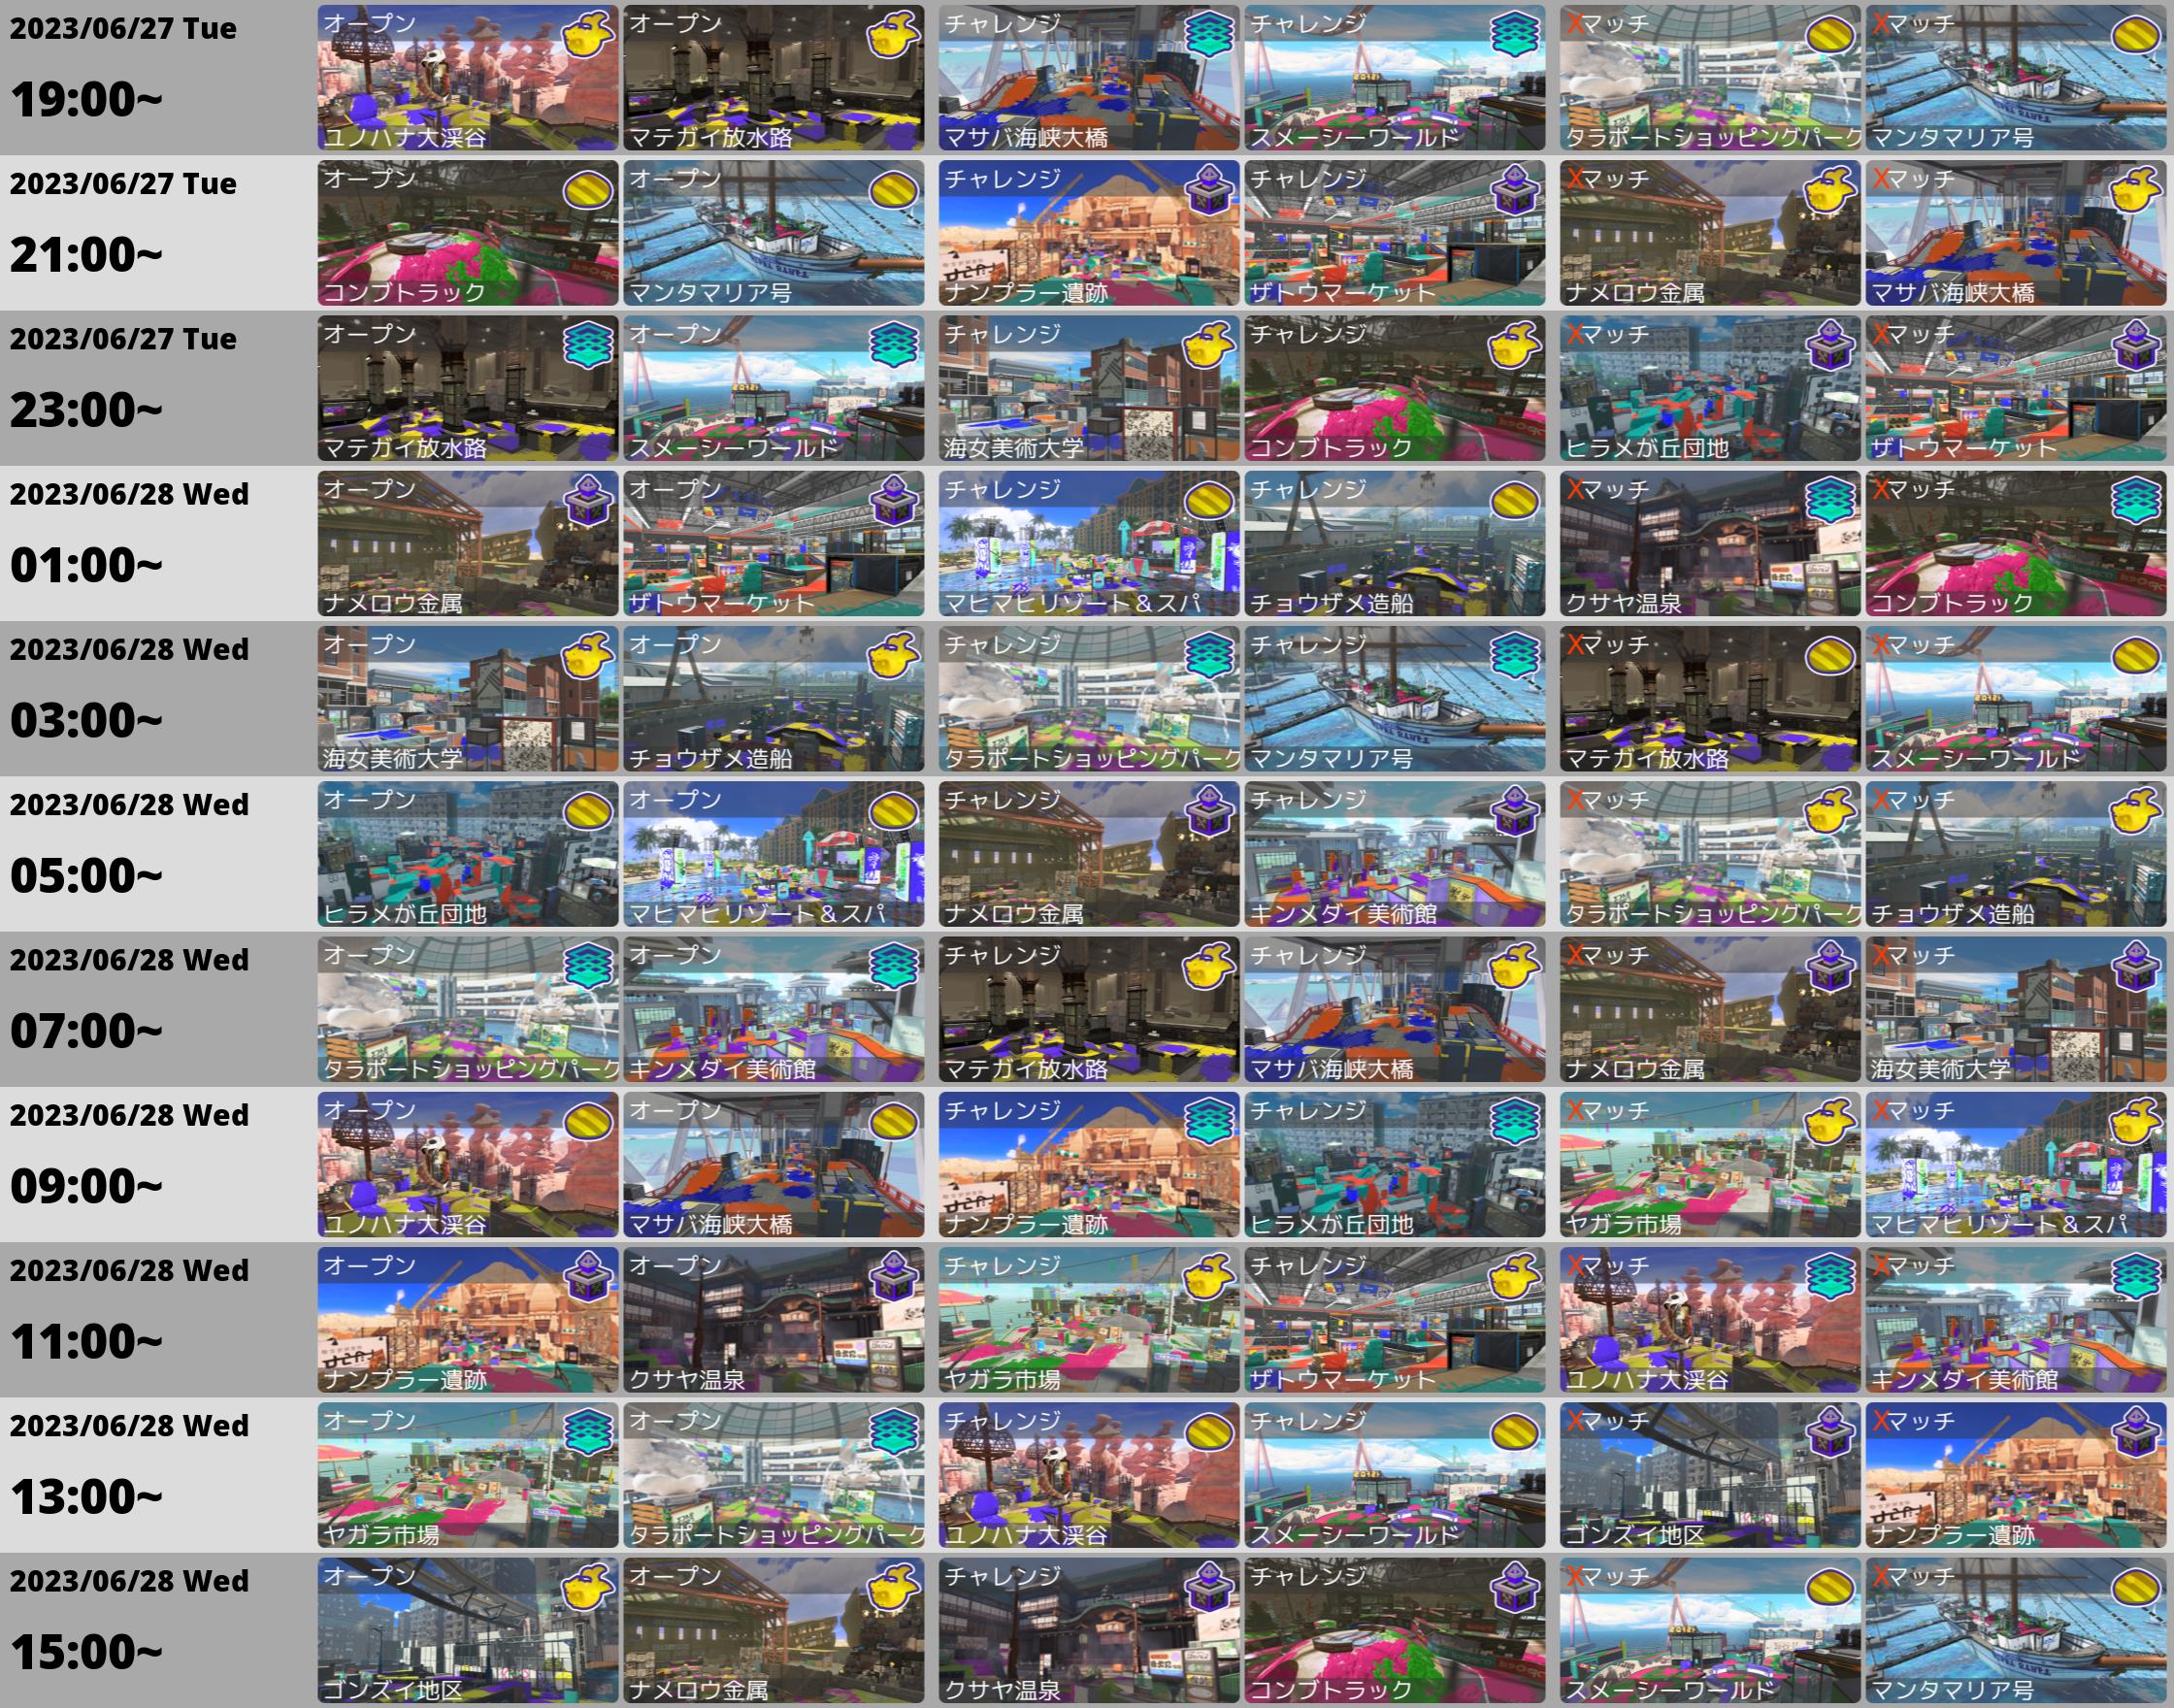 2023/06/27 Tue
19:00~
オープン オープン チャレンジ チャレンジ Xマッチ Xマッチ
ユノハナ大渓谷 マテガイ放水路 マサバ海峡大橋 スメーシーワールド タラポートショッピングパーク マンタマリア号
2023/06/27 Tue
21:00~
オープン オープン チャレンジ チャレンジ Xマッチ Xマッチ
コンブトラック マンタマリア号 ナンプラー遺跡 ザトウマーケット ナメロウ金属 マサバ海峡大橋
2023/06/27 Tue
23:00~
オープン オープン チャレンジ チャレンジ Xマッチ Xマッチ
マテガイ放水路 スメーシーワールド 海女美術大学 コンブトラック ヒラメが丘団地 ザトウマーケット
2023/06/28 Wed
01:00~
オープン オープン チャレンジ チャレンジ Xマッチ Xマッチ
ナメロウ金属 ザトウマーケット マヒマヒリゾート&スパ チョウザメ造船 クサヤ温泉 コンブトラック
2023/06/28 Wed
03:00~
オープン オープン チャレンジ チャレンジ Xマッチ Xマッチ
海女美術大学 チョウザメ造船 タラポートショッピングパーク マンタマリア号 マテガイ放水路 スメーシーワールド
2023/06/28 Wed
05:00~
オープン オープン チャレンジ チャレンジ Xマッチ Xマッチ
ヒラメが丘団地 マヒマヒリゾート&スパ ナメロウ金属 キンメダイ美術館 タラポートショッピングパーク チョウザメ造船
2023/06/28 Wed
07:00~
オープン オープン チャレンジ チャレンジ Xマッチ Xマッチ
タラポートショッピングパーク キンメダイ美術館 マテガイ放水路 マサバ海峡大橋 ナメロウ金属 海女美術大学
2023/06/28 Wed
09:00~
オープン オープン チャレンジ チャレンジ Xマッチ Xマッチ
ユノハナ大渓谷 マサバ海峡大橋 ナンプラー遺跡 ヒラメが丘団地 ヤガラ市場 マヒマヒリゾート&スパ
2023/06/28 Wed
11:00~
オープン オープン チャレンジ チャレンジ Xマッチ Xマッチ
ナンプラー遺跡 クサヤ温泉 ヤガラ市場 ザトウマーケット ユノハナ大渓谷 キンメダイ美術館
2023/06/28 Wed
13:00~
オープン オープン チャレンジ チャレンジ Xマッチ Xマッチ
ヤガラ市場 タラポートショッピングパーク ユノハナ大渓谷 スメーシーワールド ゴンズイ地区 ナンプラー遺跡
2023/06/28 Wed
15:00~
オープン オープン チャレンジ チャレンジ Xマッチ Xマッチ
ゴンズイ地区 ナメロウ金属 クサヤ温泉 コンブトラック スメーシーワールド マンタマリア号